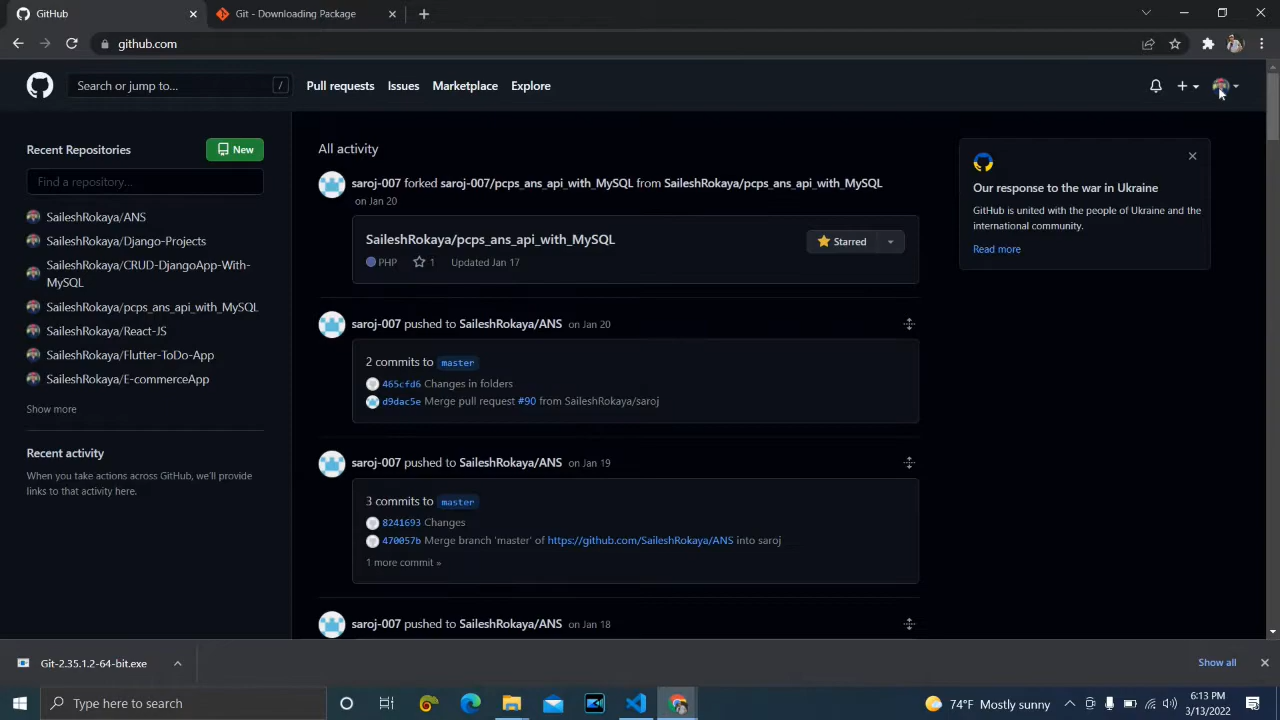 GitHub
Git - Downloading Package
github.com
Search or jump to...
/
Pull requests
Issues
Marketplace
Explore
Recent Repositories
New
Find a repository...
SaileshRokaya/ANS
SaileshRokaya/Django-Projects
SaileshRokaya/CRUD-DjangoApp-With-
MySQL
SaileshRokaya/pcps_ans_api_with_MySQL
SaileshRokaya/React-JS
SaileshRokaya/Flutter-ToDo-App
SaileshRokaya/E-commerceApp
Show more
Recent activity
When you take actions across GitHub, we'll provide
links to that activity here.
All activity
saroj-007 forked saroj-007/pcps_ans_api_with_MySQL from SaileshRokaya/pcps_ans_api_with_MySQL
on Jan 20
SaileshRokaya/pcps_ans_api_with_MySQL
Starred
PHP 1 Updated Jan 17
saroj-007 pushed to SaileshRokaya/ANS on Jan 20
2 commits to master
465cfd6 Changes in folders
d9dac5e Merge pull request #90 from SaileshRokaya/saroj
saroj-007 pushed to SaileshRokaya/ANS on Jan 19
3 commits to master
8241693 Changes
470057b Merge branch 'master' of https://github.com/SaileshRokaya/ANS into saroj
1 more commit »
saroj-007 pushed to SaileshRokaya/ANS on Jan 18
Our response to the war in Ukraine
GitHub is united with the people of Ukraine and the
international community.
Read more
Git-2.35.1.2-64-bit.exe
Show all
Type here to search
74°F Mostly sunny
6:13 PM
3/13/2022